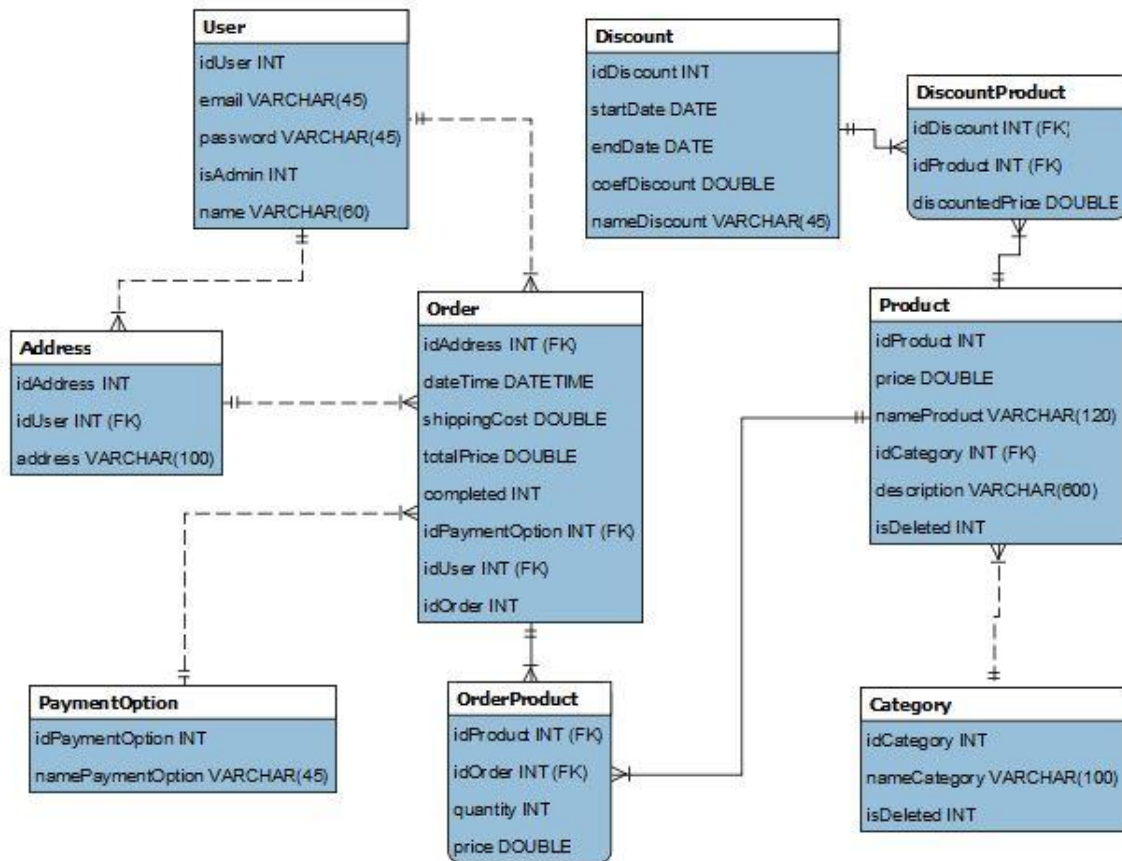 User
idUser INT
email VARCHAR(45)
password VARCHAR(45)
isAdmin INT
name VARCHAR(60)
Discount
idDiscount INT
startDate DATE
endDate DATE
coefDiscount DOUBLE
nameDiscount VARCHAR(45)
DiscountProduct
idDiscount INT (FK)
idProduct INT (FK)
discountedPrice DOUBLE
Address
idAddress INT
idUser INT (FK)
address VARCHAR(100)
Order
idAddress INT (FK)
dateTime DATETIME
shippingCost DOUBLE
totalPrice DOUBLE
completed INT
idPaymentOption INT (FK)
idUser INT (FK)
idOrder INT
Product
idProduct INT
price DOUBLE
nameProduct VARCHAR(120)
idCategory INT (FK)
description VARCHAR(600)
isDeleted INT
PaymentOption
idPaymentOption INT
namePaymentOption VARCHAR(45)
OrderProduct
idProduct INT (FK)
idOrder INT (FK)
quantity INT
price DOUBLE
Category
idCategory INT
nameCategory VARCHAR(100)
isDeleted INT